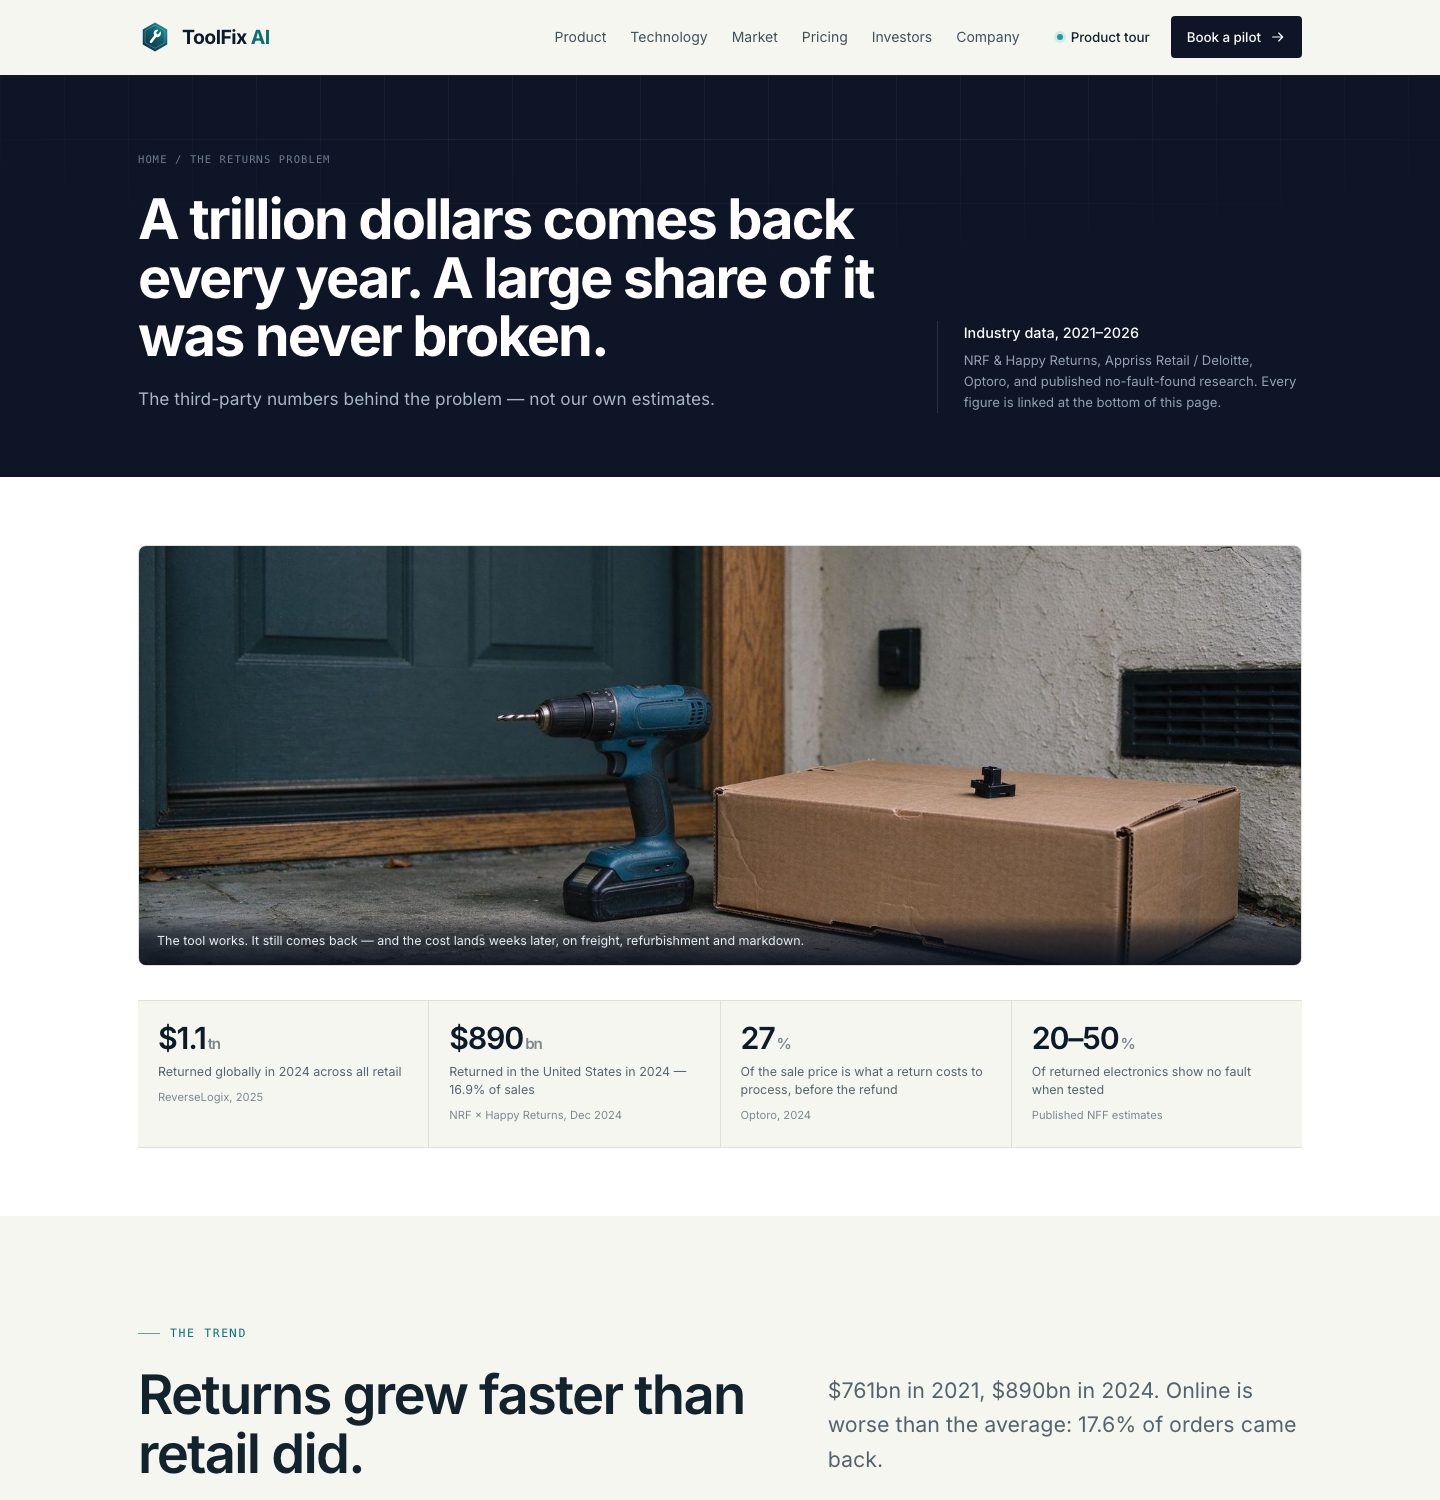 ToolFix AI
Product
Technology
Market
Pricing
Investors
Company
Product tour
Book a pilot →
HOME / THE RETURNS PROBLEM
A trillion dollars comes back
every year. A large share of it
was never broken.
The third-party numbers behind the problem — not our own estimates.
Industry data, 2021–2026
NRF & Happy Returns, Appriss Retail / Deloitte,
Optoro, and published no-fault-found research. Every
figure is linked at the bottom of this page.
The tool works. It still comes back — and the cost lands weeks later, on freight, refurbishment and markdown.
$1.1tn
Returned globally in 2024 across all retail
ReverseLogix, 2025
$890bn
Returned in the United States in 2024 —
16.9% of sales
NRF × Happy Returns, Dec 2024
27%
Of the sale price is what a return costs to
process, before the refund
Optoro, 2024
20–50%
Of returned electronics show no fault
when tested
Published NFF estimates
THE TREND
Returns grew faster than
retail did.
$761bn in 2021, $890bn in 2024. Online is
worse than the average: 17.6% of orders came
back.